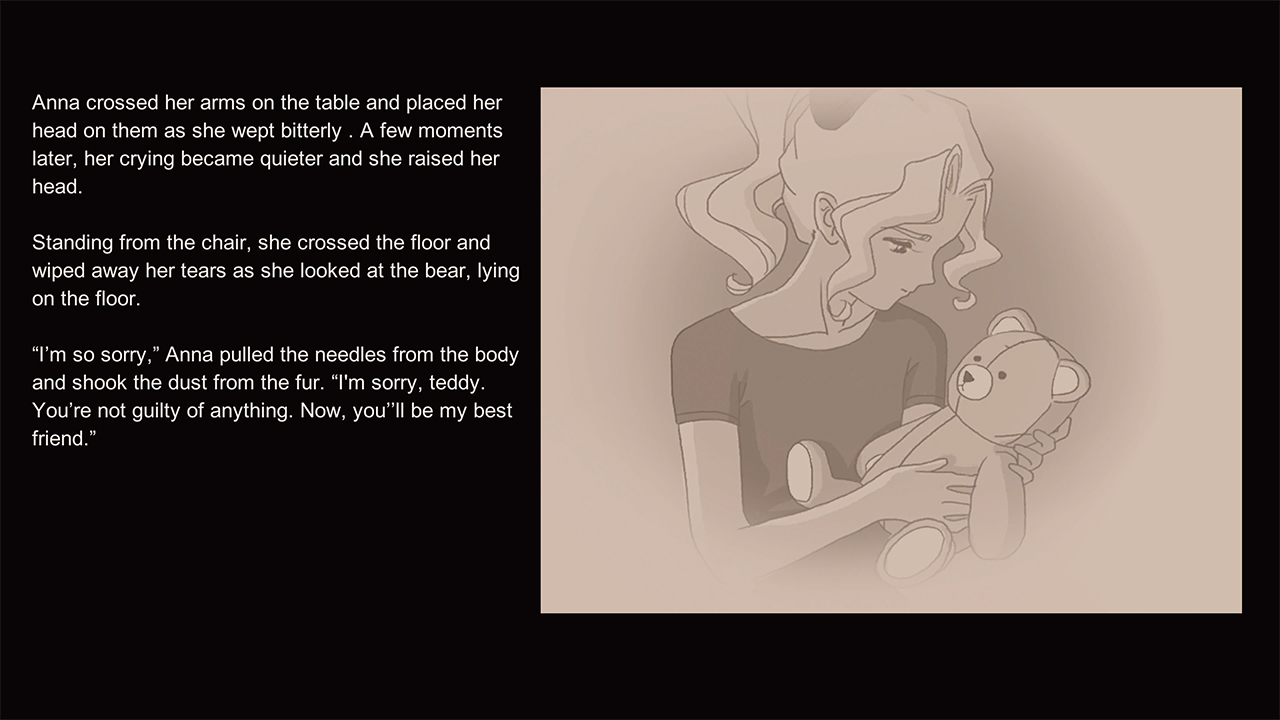 Anna crossed her arms on the table and placed her
head on them as she wept bitterly . A few moments
later, her crying became quieter and she raised her
head.
Standing from the chair, she crossed the floor and
wiped away her tears as she looked at the bear, lying
on the floor.
“I’m so sorry,” Anna pulled the needles from the body
and shook the dust from the fur. “I'm sorry, teddy.
You’re not guilty of anything. Now, you’’ll be my best
friend.”